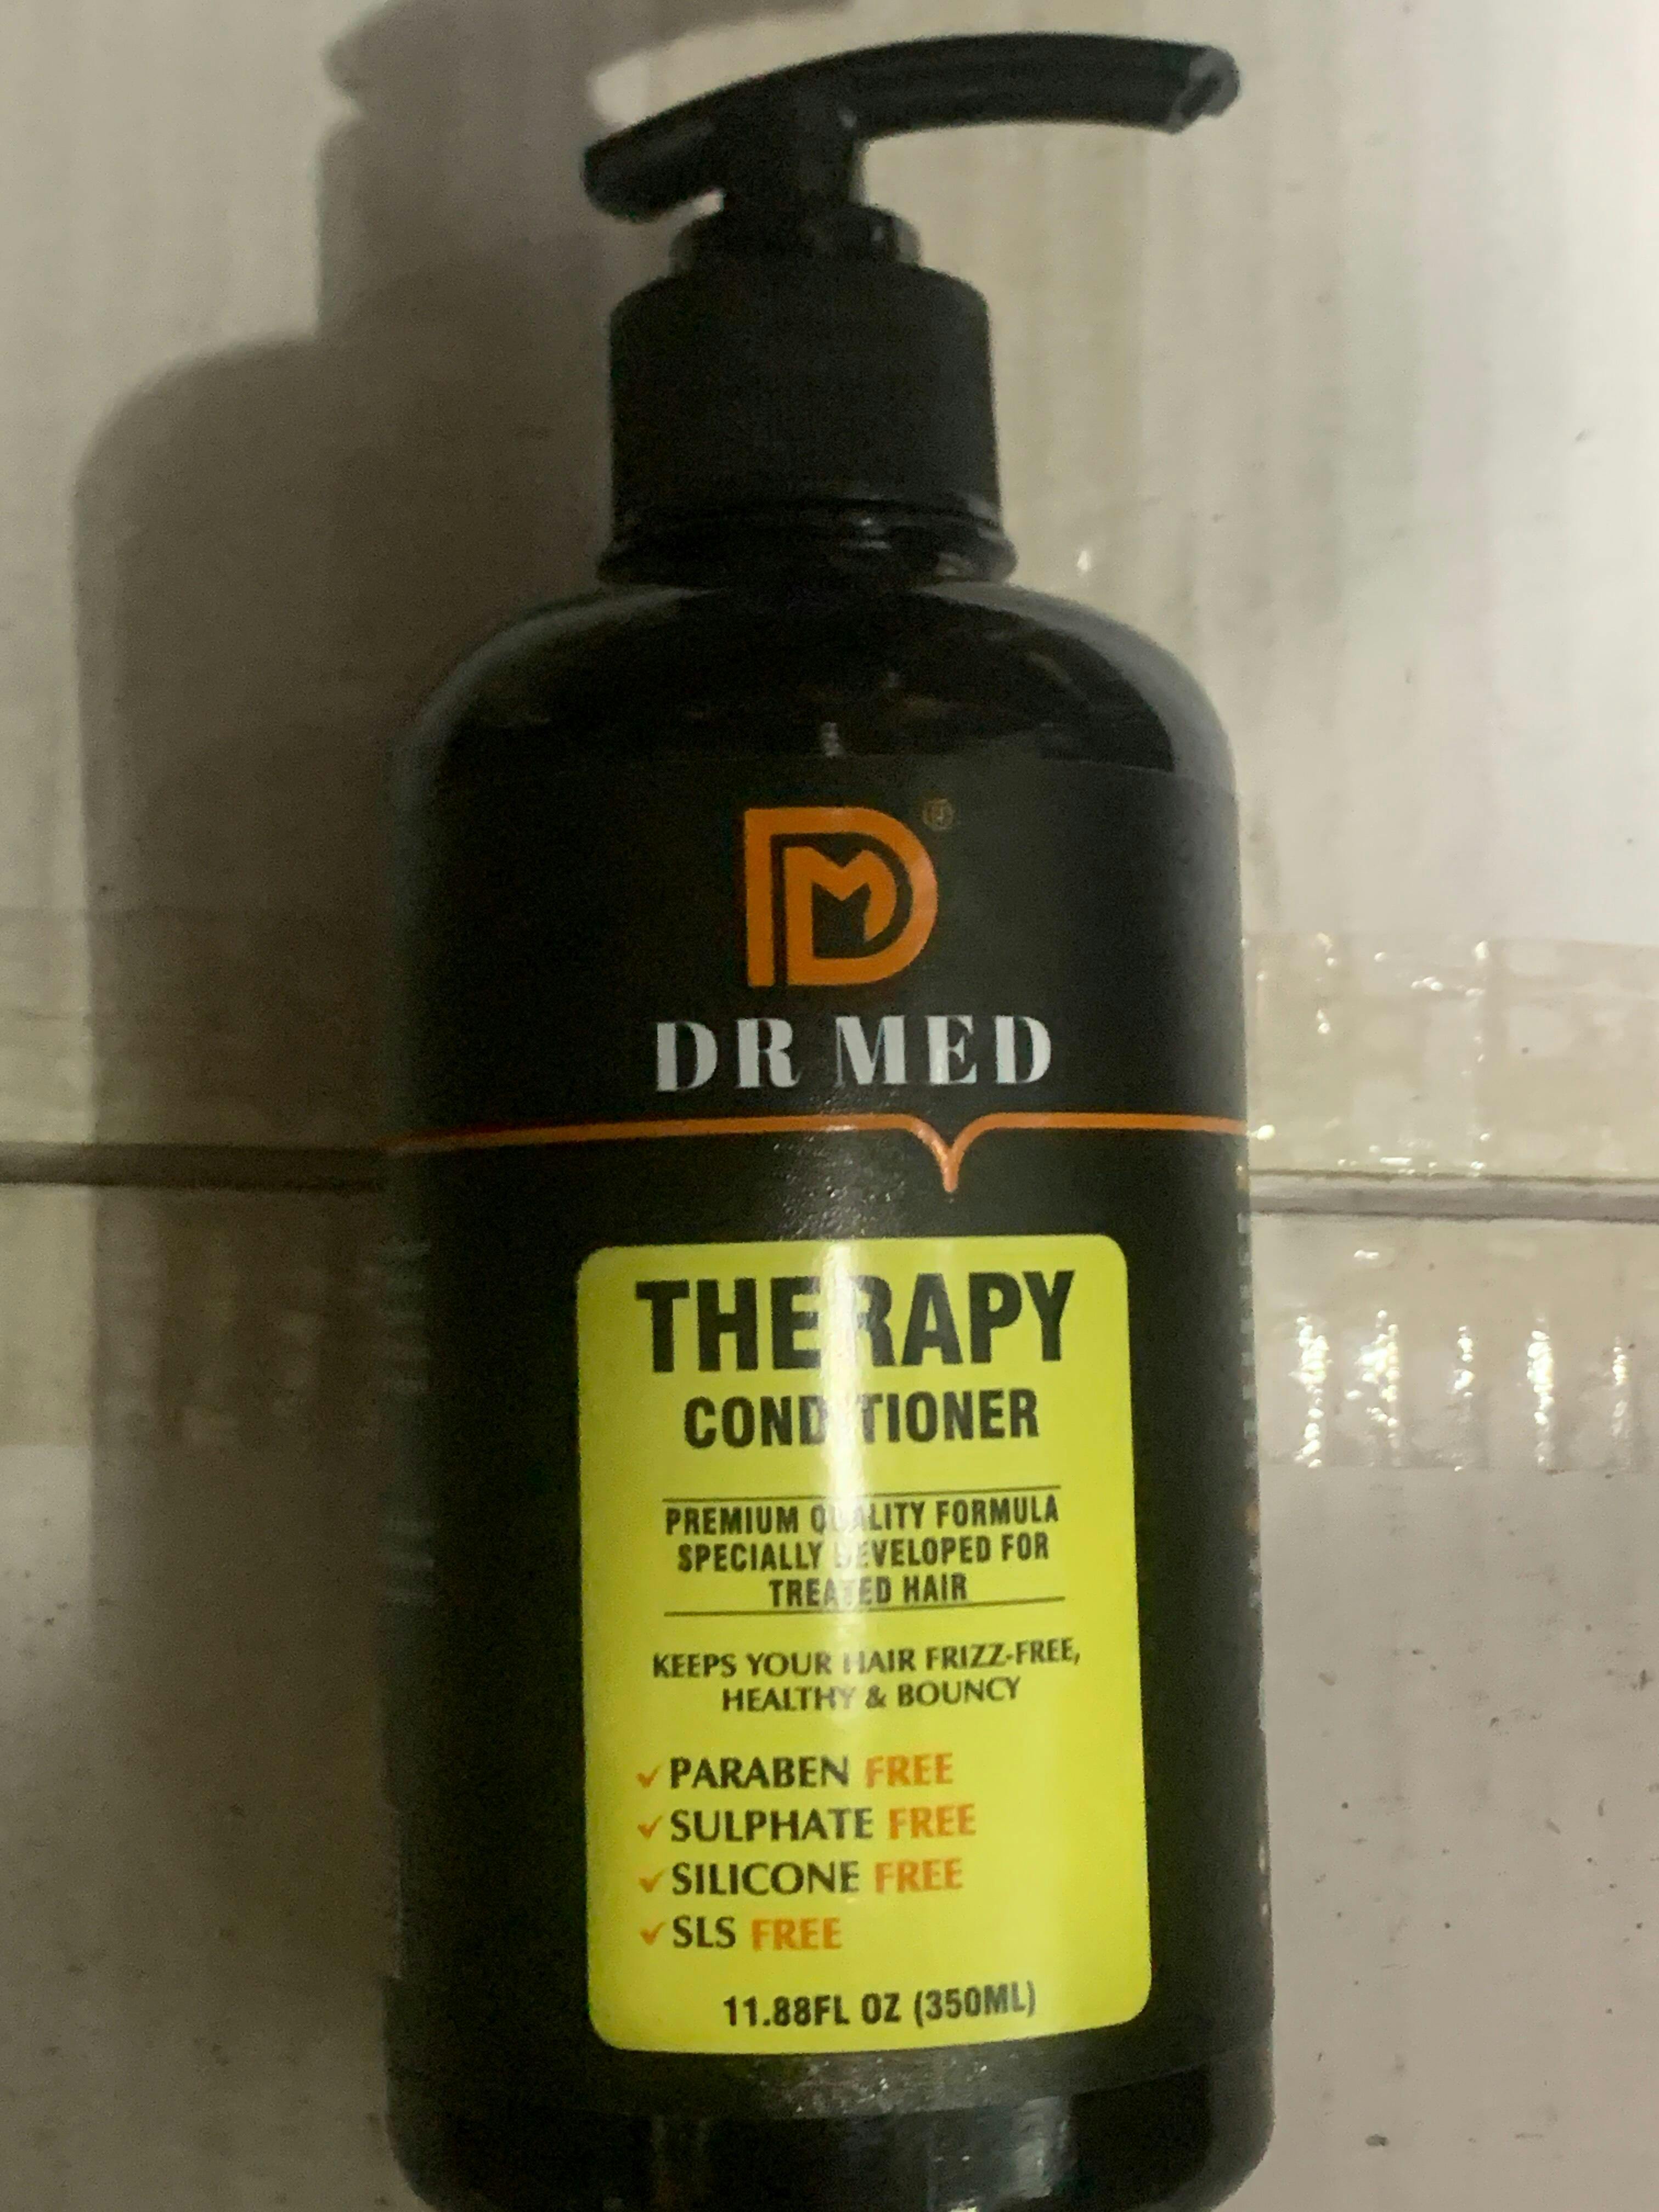 DM
®
DR MED
THERAPY
CONDITIONER
PREMIUM QUALITY FORMULA
SPECIALLY DEVELOPED FOR
TREATED HAIR
KEEPS YOUR HAIR FRIZZ-FREE,
HEALTHY & BOUNCY
✓ PARABEN FREE
✓ SULPHATE FREE
✓ SILICONE FREE
✓ SLS FREE
11.88FL OZ (350ML)